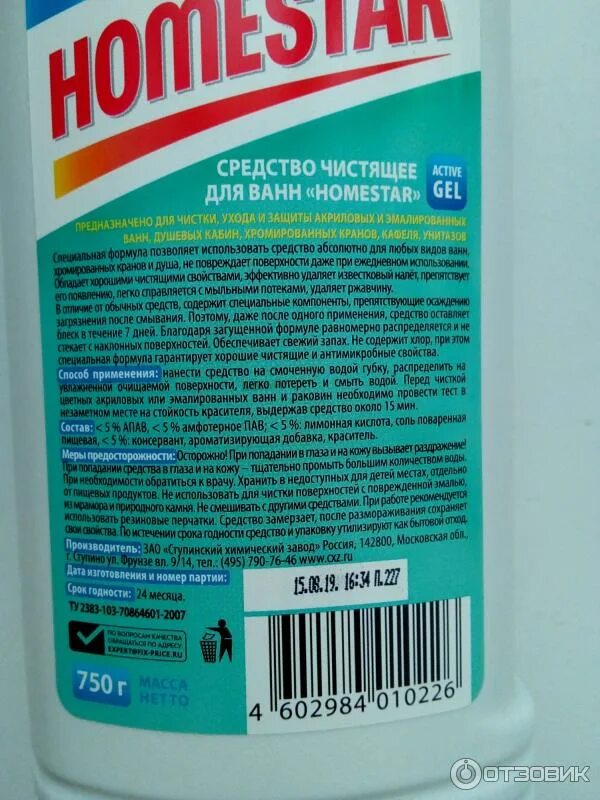 HOMESTAR
СРЕДСТВО ЧИСТЯЩЕЕ
ДЛЯ ВАНН «HOMESTAR»
ACTIVE
GEL
ПРЕДНАЗНАЧЕНО ДЛЯ ЧИСТКИ, УХОДА И ЗАЩИТЫ АКРИЛОВЫХ И ЭМАЛИРОВАННЫХ
ВАНН, ДУШЕВЫХ КАБИН, ХРОМИРОВАННЫХ КРАНОВ, КАФЕЛЯ, УНИТАЗОВ
Специальная формула позволяет использовать средство абсолютно для любых видов ванн,
хромированных кранов и душа, не повреждает поверхности даже при ежедневном использовании.
Обладает хорошими чистящими свойствами, эффективно удаляет известковый налёт, препятствует
его появлению, легко справляется с мыльными потеками, удаляет ржавчину.
В отличие от обычных средств, содержит специальные компоненты, препятствующие осаждению
загрязнения после смывания. Поэтому, даже после одного применения, средство оставляет
блеск в течение 7 дней. Благодаря загущенной формуле равномерно распределяется и не
стекает с наклонных поверхностей. Обеспечивает свежий запах. Не содержит хлор, при этом
специальная формула гарантирует хорошие чистящие и антимикробные свойства.
Способ применения: нанести средство на смоченную водой губку, распределить на
увлажненной очищаемой поверхности, легко потереть и смыть водой. Перед чисткой
цветных акриловых или эмалированных ванн и раковин необходимо провести тест в
незаметном месте на стойкость красителя, выдержав средство около 15 мин.
Состав: < 5 % АПАВ, < 5 % амфотерное ПАВ; < 5 %: лимонная кислота, соль поваренная
пищевая, < 5 %: консервант, ароматизирующая добавка, краситель.
Меры предосторожности: Осторожно! При попадании в глаза и на кожу вызывает раздражение!
При попадании средства в глаза и на кожу – тщательно промыть большим количеством воды.
При необходимости обратиться к врачу. Хранить в недоступных для детей местах, отдельно
от пищевых продуктов. Не использовать для чистки поверхностей с поврежденной эмалью,
из мрамора и природного камня. Не смешивать с другими средствами. При работе рекомендуется
использовать резиновые перчатки. Средство замерзает, после размораживания сохраняет
свои свойства. По истечении срока годности средство и упаковку утилизируют как бытовой отход.
Производитель: ЗАО «Ступинский химический завод» Россия, 142800, Московская обл.,
г. Ступино ул. Фрунзе вл. 9/14, тел.: (495) 790-76-46 www.cxz.ru
Дата изготовления и номер партии:
15.08.19. 16:34 П.227
Срок годности: 24 месяца.
ТУ 2383-103-70864601-2007
ПО ВОПРОСАМ КАЧЕСТВА
ОБРАЩАЙТЕСЬ ПО АДРЕСУ
EXPERT@FIX-PRICE.RU
750 г
МАССА
НЕТТО
4 602984 010226
ОТЗОВИК